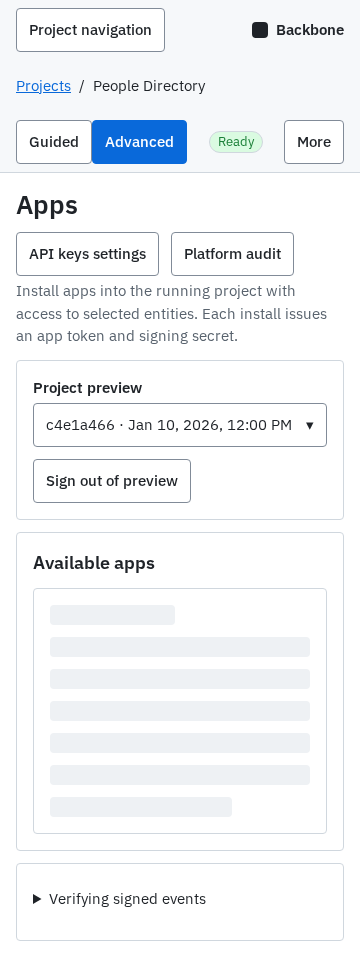 Project navigation
Backbone
Projects / People Directory
Guided
Advanced
Ready
More
Apps
API keys settings
Platform audit
Install apps into the running project with
access to selected entities. Each install issues
an app token and signing secret.
Project preview
c4e1a466 · Jan 10, 2026, 12:00 PM
Sign out of preview
Available apps
Verifying signed events